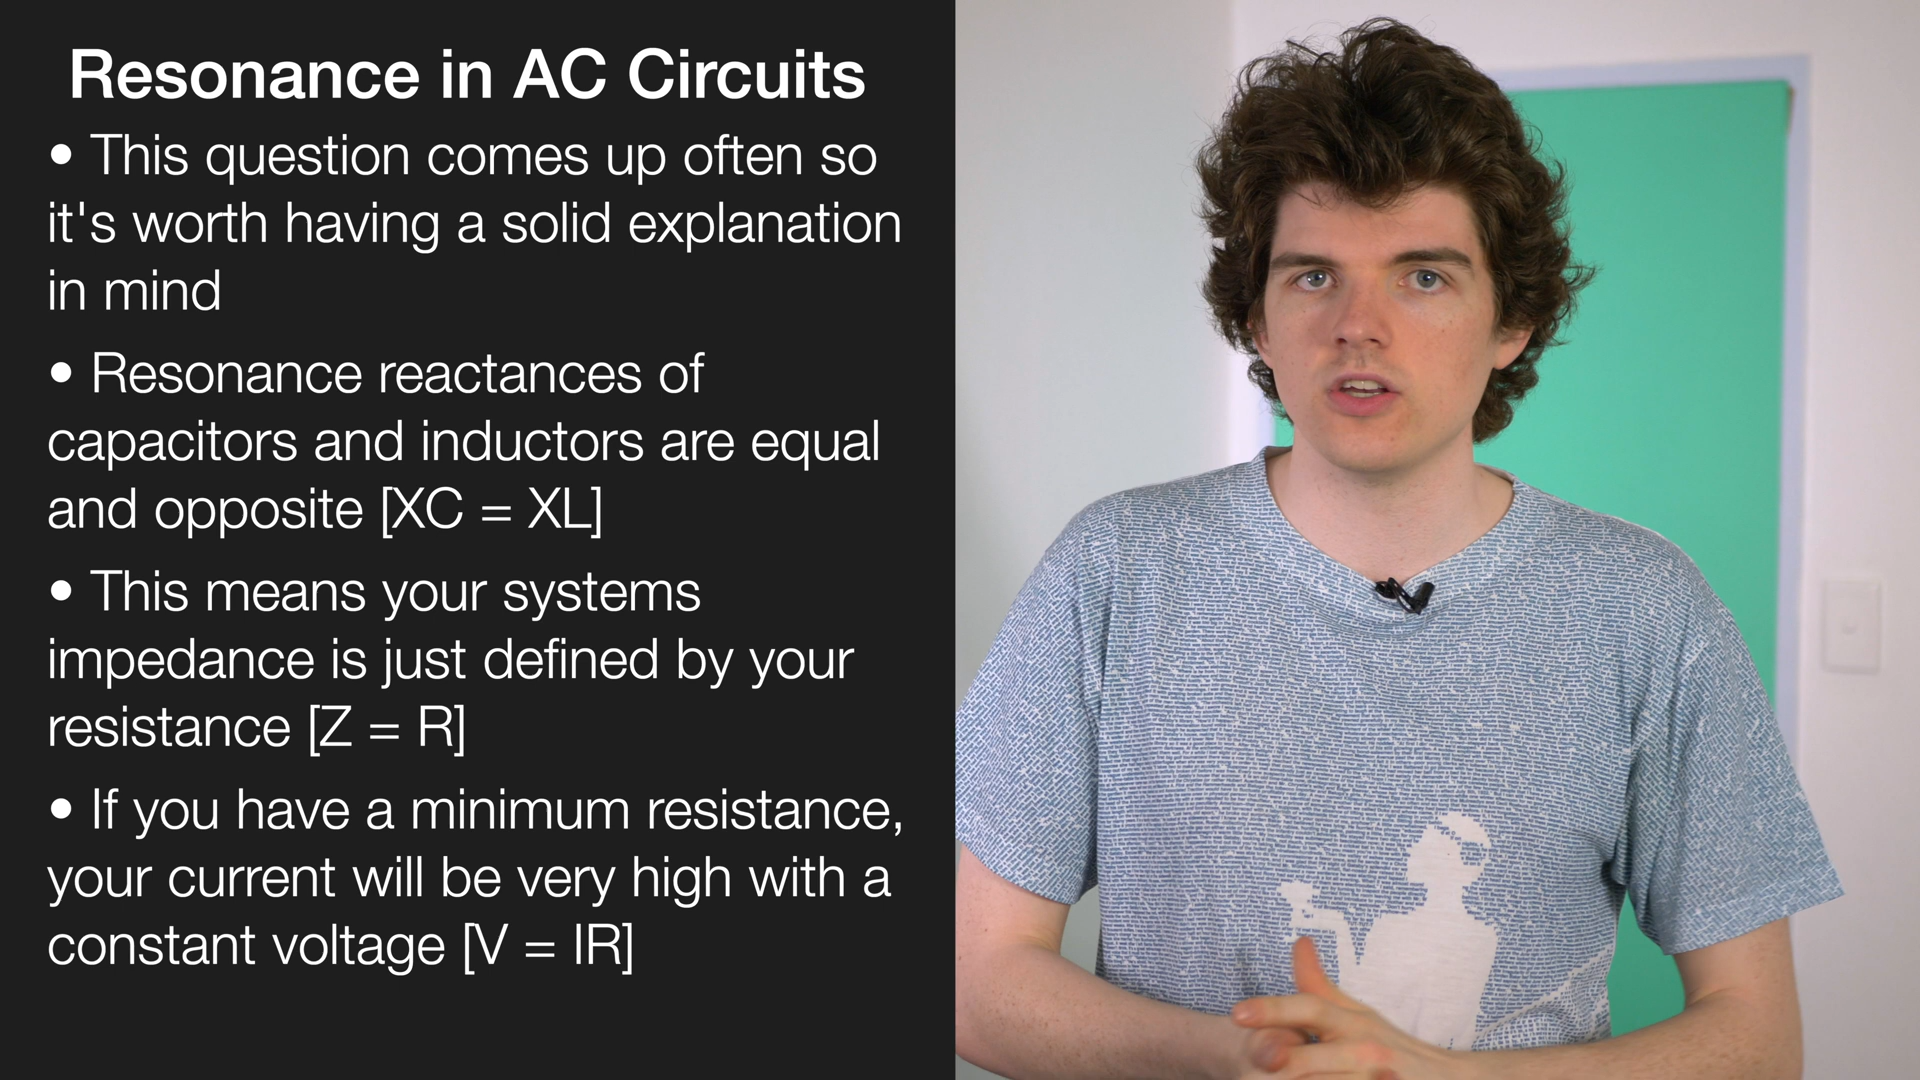 Resonance in AC Circuits
• This question comes up often so
it's worth having a solid explanation
in mind
• Resonance reactances of
capacitors and inductors are equal
and opposite [XC = XL]
• This means your systems
impedance is just defined by your
resistance [Z = R]
• If you have a minimum resistance,
your current will be very high with a
constant voltage [V = IR]